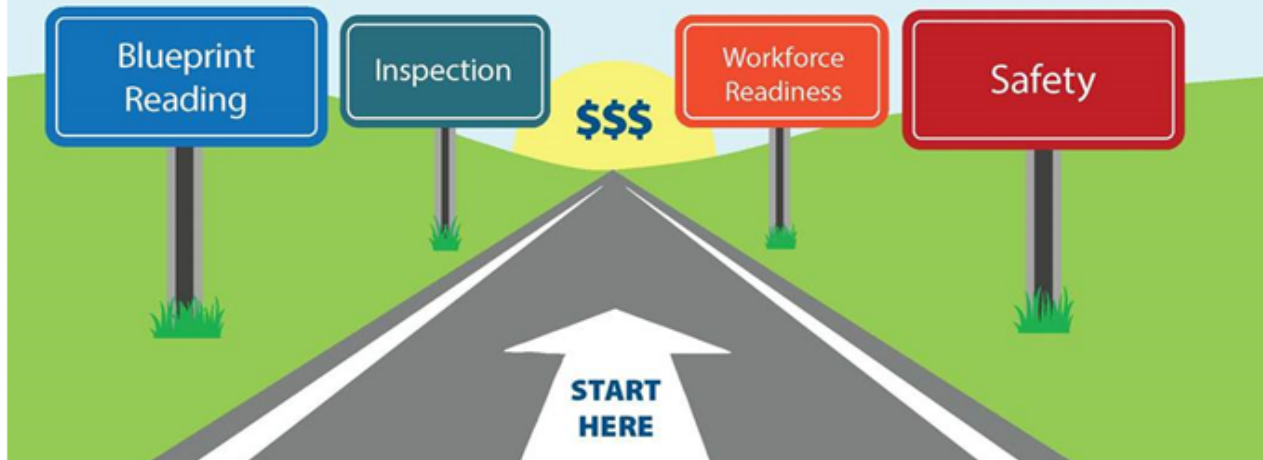 Blueprint
Reading
Inspection
$$$
Workforce
Readiness
Safety
START
HERE